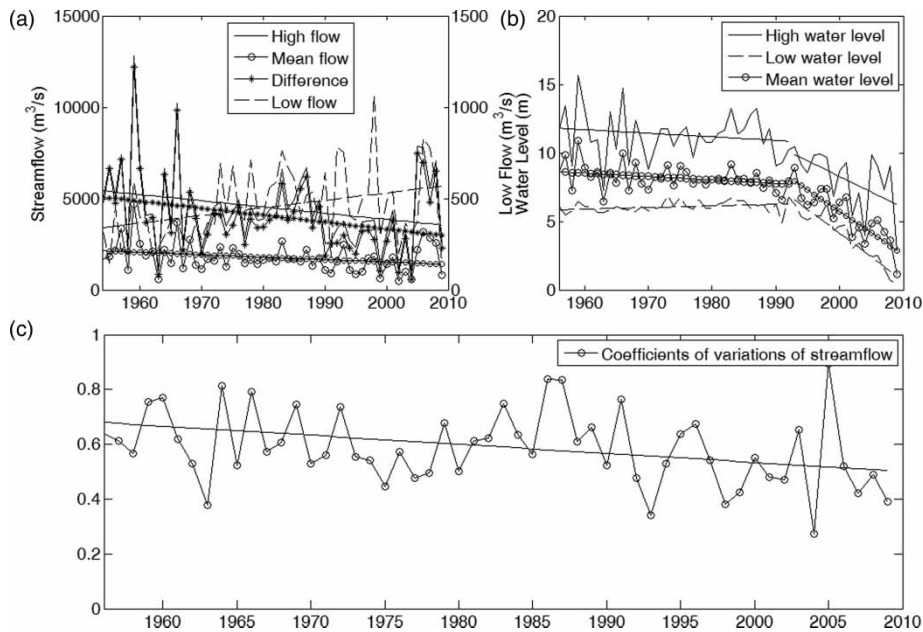 (a)
15000
10000
5000
0
Streamflow (m³/s)
High flow
Mean flow
Difference
Low flow
1500
1000
500
0
Low Flow (m³/s)
1960 1970 1980 1990 2000 2010
(b)
20
15
10
5
0
Water Level (m)
High water level
Low water level
Mean water level
1960 1970 1980 1990 2000 2010
(c)
1
0.8
0.6
0.4
0.2
0
Coefficients of variations of streamflow
1960 1965 1970 1975 1980 1985 1990 1995 2000 2005 2010